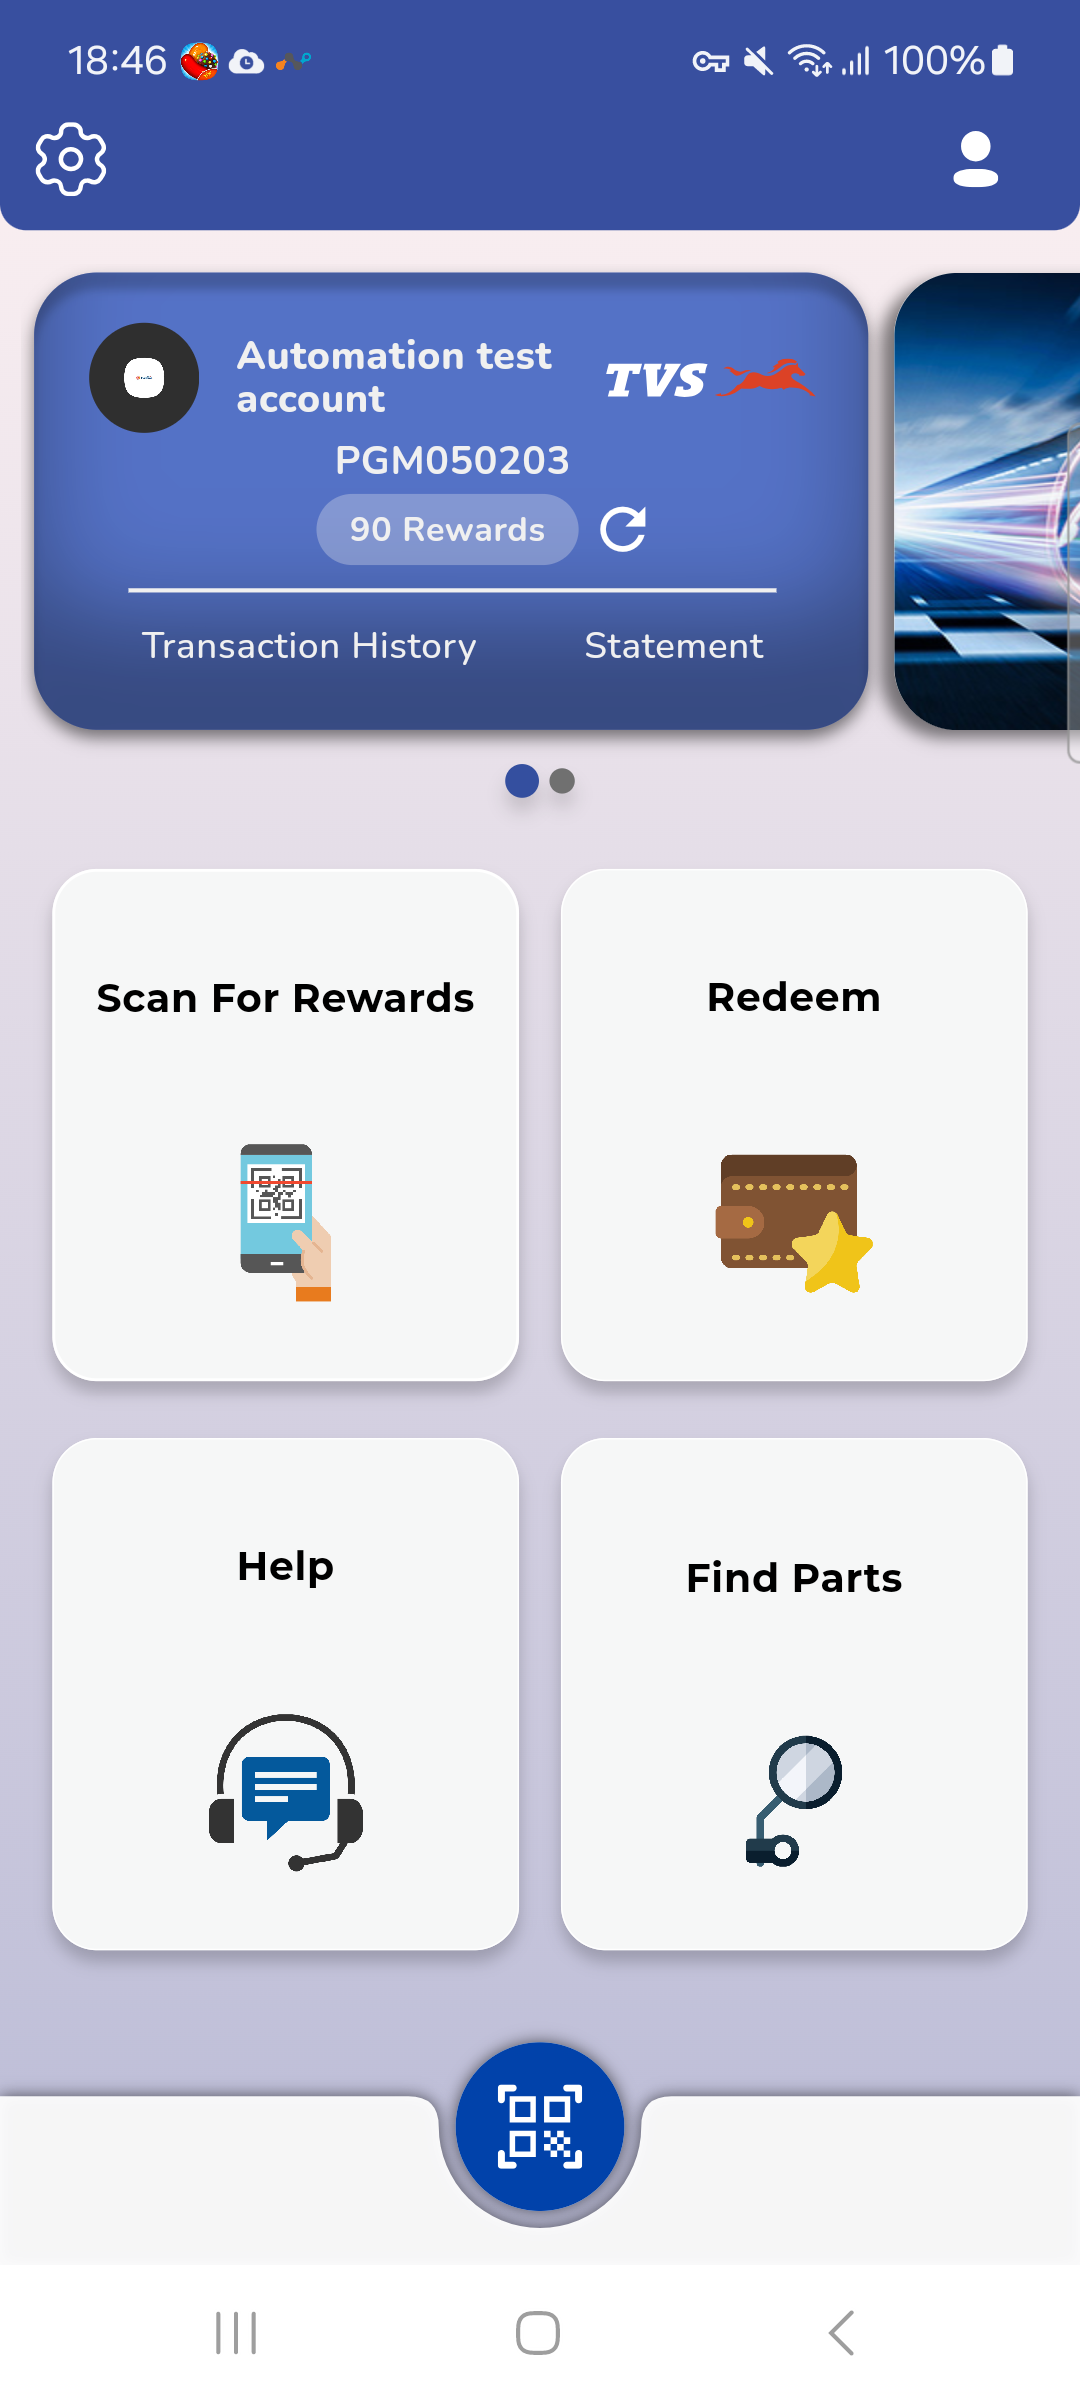 18:46
100%
Automation test
account
TVS
PGM050203
90 Rewards
Transaction History
Statement
Scan For Rewards
Redeem
Help
Find Parts